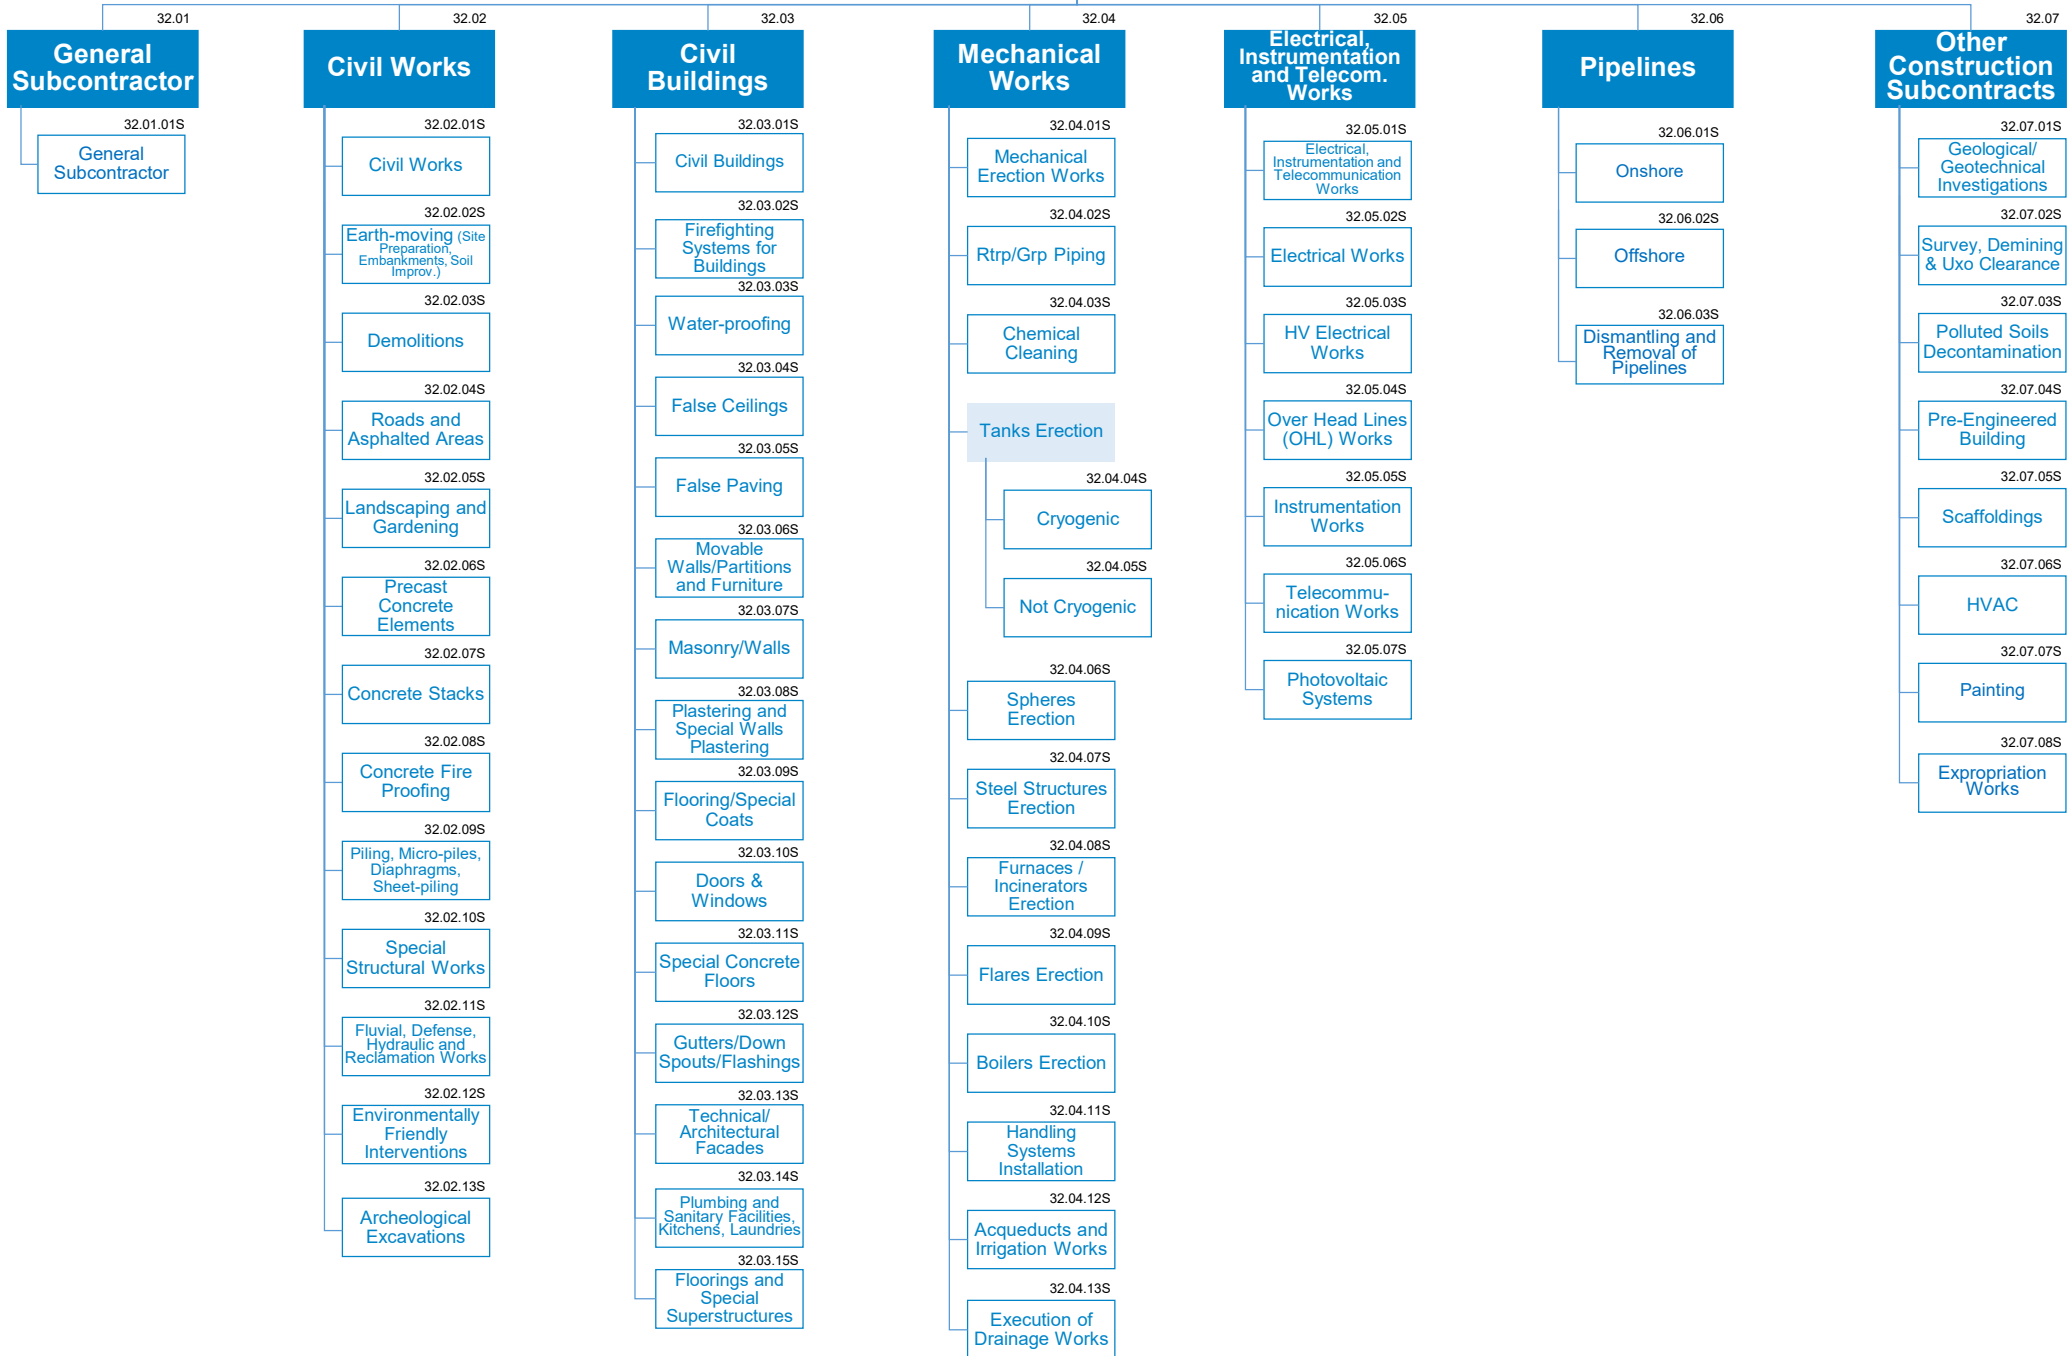 32.01
General
Subcontractor
32.01.01S
General
Subcontractor
32.02
Civil Works
32.02.01S
Civil Works
32.02.02S
Earth-moving (Site
Preparation,
Embankments, Soil
Improv.)
32.02.03S
Demolitions
32.02.04S
Roads and
Asphalted Areas
32.02.05S
Landscaping and
Gardening
32.02.06S
Precast
Concrete
Elements
32.02.07S
Concrete Stacks
32.02.08S
Concrete Fire
Proofing
32.02.09S
Piling, Micro-piles,
Diaphragms,
Sheet-piling
32.02.10S
Special
Structural Works
32.02.11S
Fluvial, Defense,
Hydraulic and
Reclamation Works
32.02.12S
Environmentally
Friendly
Interventions
32.02.13S
Archeological
Excavations
32.03
Civil
Buildings
32.03.01S
Civil Buildings
32.03.02S
Firefighting
Systems for
Buildings
32.03.03S
Water-proofing
32.03.04S
False Ceilings
32.03.05S
False Paving
32.03.06S
Movable
Walls/Partitions
and Furniture
32.03.07S
Masonry/Walls
32.03.08S
Plastering and
Special Walls
Plastering
32.03.09S
Flooring/Special
Coats
32.03.10S
Doors &
Windows
32.03.11S
Special Concrete
Floors
32.03.12S
Gutters/Down
Spouts/Flashings
32.03.13S
Technical/
Architectural
Facades
32.03.14S
Plumbing and
Sanitary Facilities,
Kitchens, Laundries
32.03.15S
Floorings and
Special
Superstructures
32.04
Mechanical
Works
32.04.01S
Mechanical
Erection Works
32.04.02S
Rtrp/Grp Piping
32.04.03S
Chemical
Cleaning
Tanks Erection
32.04.04S
Cryogenic
32.04.05S
Not Cryogenic
32.04.06S
Spheres
Erection
32.04.07S
Steel Structures
Erection
32.04.08S
Furnaces /
Incinerators
Erection
32.04.09S
Flares Erection
32.04.10S
Boilers Erection
32.04.11S
Handling
Systems
Installation
32.04.12S
Acqueducts and
Irrigation Works
32.04.13S
Execution of
Drainage Works
32.05
Electrical,
Instrumentation
and Telecom.
Works
32.05.01S
Electrical,
Instrumentation and
Telecommunication
Works
32.05.02S
Electrical Works
32.05.03S
HV Electrical
Works
32.05.04S
Over Head Lines
(OHL) Works
32.05.05S
Instrumentation
Works
32.05.06S
Telecommu-
nication Works
32.05.07S
Photovoltaic
Systems
32.06
Pipelines
32.06.01S
Onshore
32.06.02S
Offshore
32.06.03S
Dismantling and
Removal of
Pipelines
32.07
Other
Construction
Subcontracts
32.07.01S
Geological/
Geotechnical
Investigations
32.07.02S
Survey, Demining
& Uxo Clearance
32.07.03S
Polluted Soils
Decontamination
32.07.04S
Pre-Engineered
Building
32.07.05S
Scaffoldings
32.07.06S
HVAC
32.07.07S
Painting
32.07.08S
Expropriation
Works